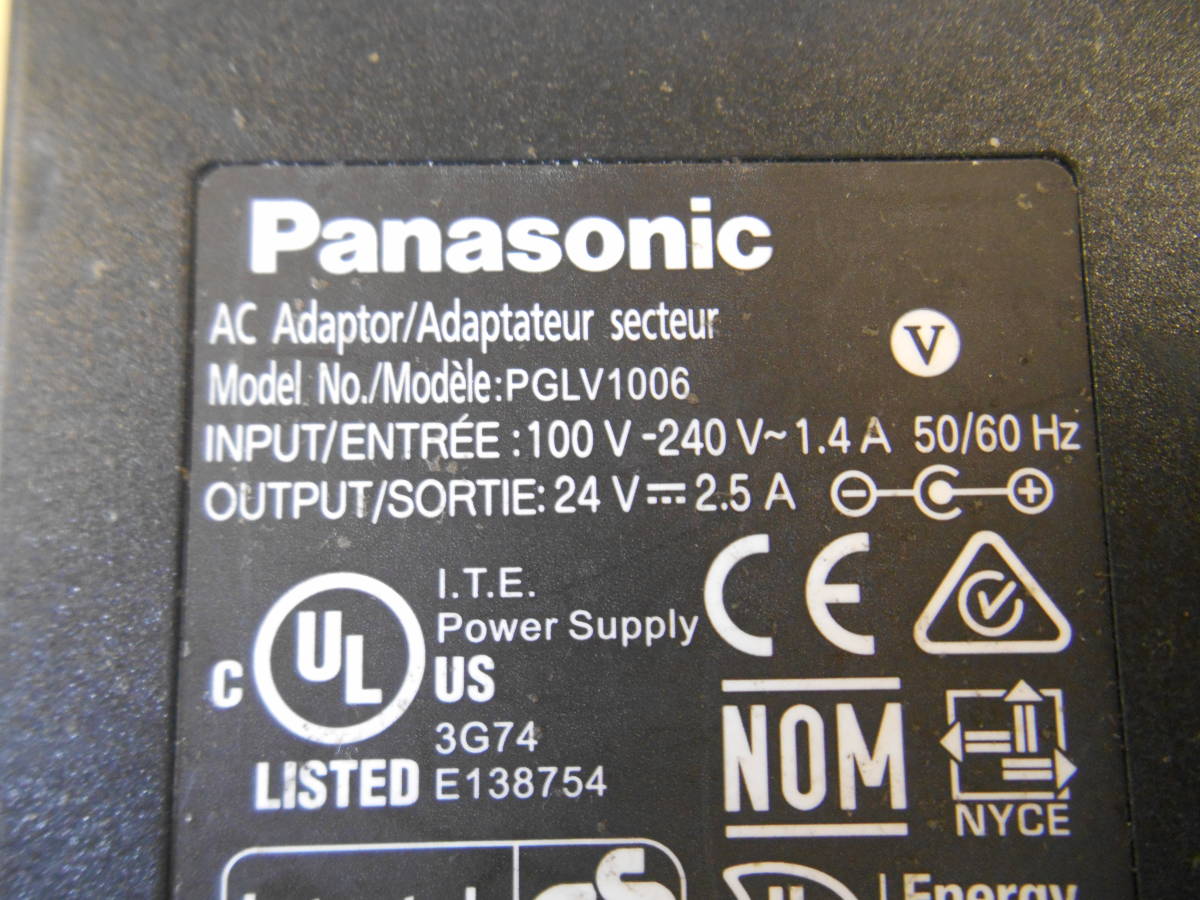 Panasonic
AC Adaptor/Adaptateur secteur
V
Model No./Modèle:PGLV1006
INPUT/ENTRÉE :100 V -240 V~ 1.4 A 50/60 Hz
OUTPUT/SORTIE: 24 V⎓ 2.5 A
I.T.E.
Power Supply
C UL US
3G74
LISTED E138754
CE
NOM
NYCE
GS
Energy